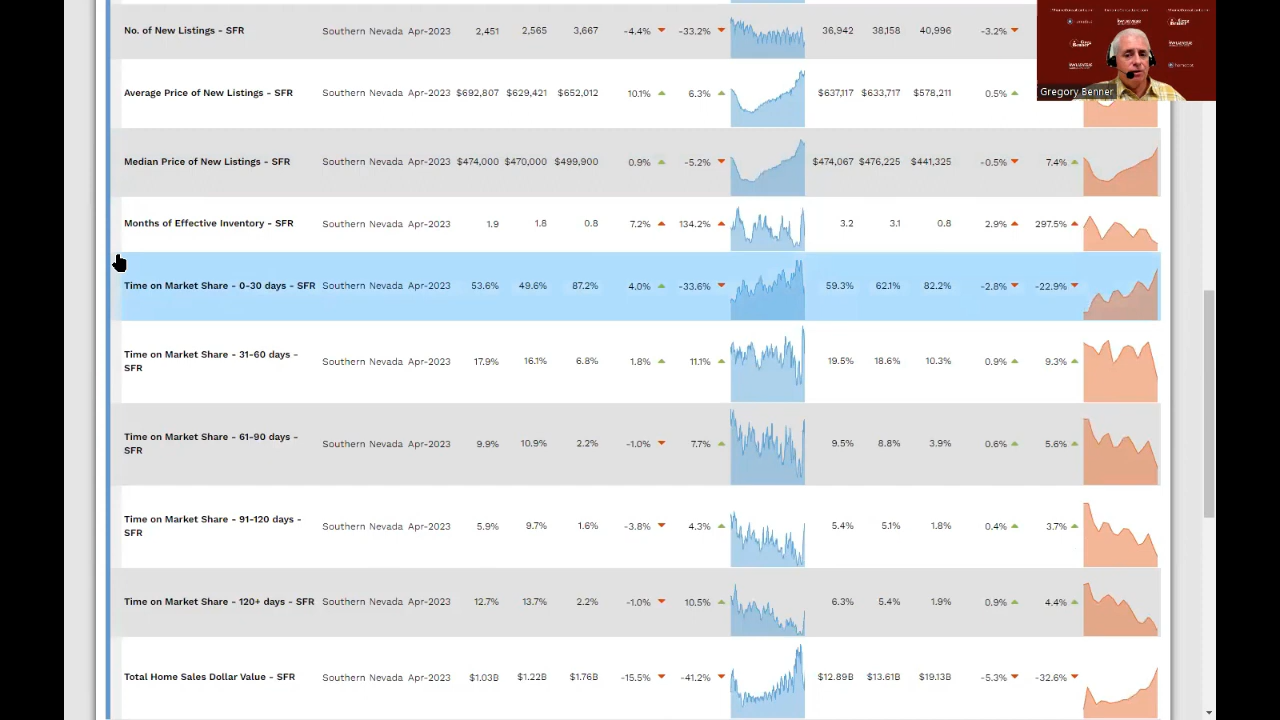 No. of New Listings - SFR Southern Nevada Apr-2023 2,451 2,565 3,667 -4.4% -33.2% 36,942 38,158 40,996 -3.2%
Gregory Benner
Average Price of New Listings - SFR Southern Nevada Apr-2023 $692,807 $629,421 $652,012 10.1% 6.3% $637,117 $633,717 $578,211 0.5%
Median Price of New Listings - SFR Southern Nevada Apr-2023 $474,000 $470,000 $499,900 0.9% -5.2% $474,067 $476,225 $441,325 -0.5% 7.4%
Months of Effective Inventory - SFR Southern Nevada Apr-2023 1.9 1.8 0.8 7.2% 134.2% 3.2 3.1 0.8 2.9% 297.5%
Time on Market Share - 0-30 days - SFR Southern Nevada Apr-2023 53.6% 49.6% 87.2% 4.0% -33.6% 59.3% 62.1% 82.2% -2.8% -22.9%
Time on Market Share - 31-60 days -
SFR Southern Nevada Apr-2023 17.9% 16.1% 6.8% 1.8% 11.1% 19.5% 18.6% 10.3% 0.9% 9.3%
Time on Market Share - 61-90 days -
SFR Southern Nevada Apr-2023 9.9% 10.9% 2.2% -1.0% 7.7% 9.5% 8.8% 3.9% 0.6% 5.6%
Time on Market Share - 91-120 days -
SFR Southern Nevada Apr-2023 5.9% 9.7% 1.6% -3.8% 4.3% 5.4% 5.1% 1.8% 0.4% 3.7%
Time on Market Share - 120+ days - SFR Southern Nevada Apr-2023 12.7% 13.7% 2.2% -1.0% 10.5% 6.3% 5.4% 1.9% 0.9% 4.4%
Total Home Sales Dollar Value - SFR Southern Nevada Apr-2023 $1.03B $1.22B $1.76B -15.5% -41.2% $12.89B $13.61B $19.13B -5.3% -32.6%